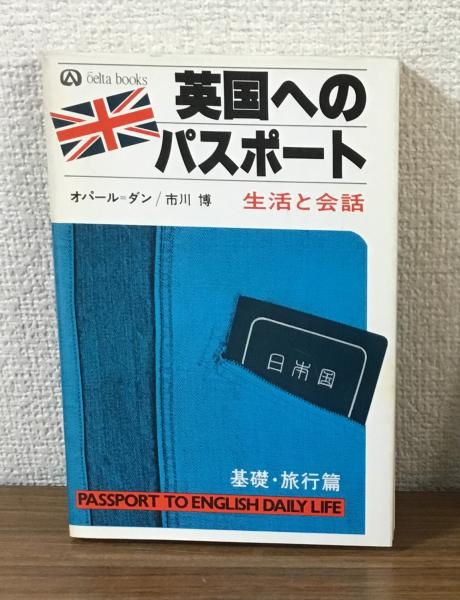 δelta books
英国への
パスポート
オパール=ダン/市川 博
生活と会話
日本国
基礎・旅行篇
PASSPORT TO ENGLISH DAILY LIFE